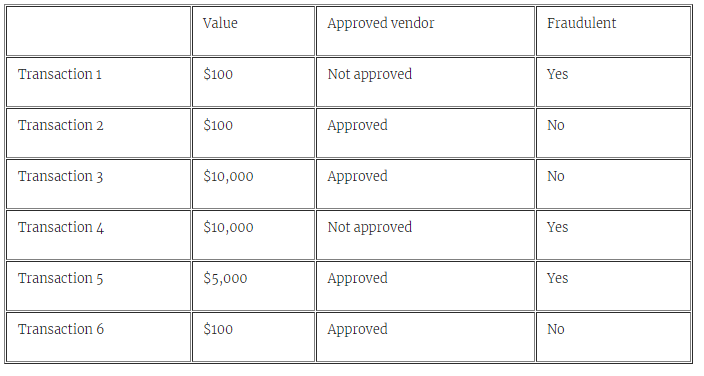 Value Approved vendor Fraudulent
Transaction 1 $100 Not approved Yes
Transaction 2 $100 Approved No
Transaction 3 $10,000 Approved No
Transaction 4 $10,000 Not approved Yes
Transaction 5 $5,000 Approved Yes
Transaction 6 $100 Approved No